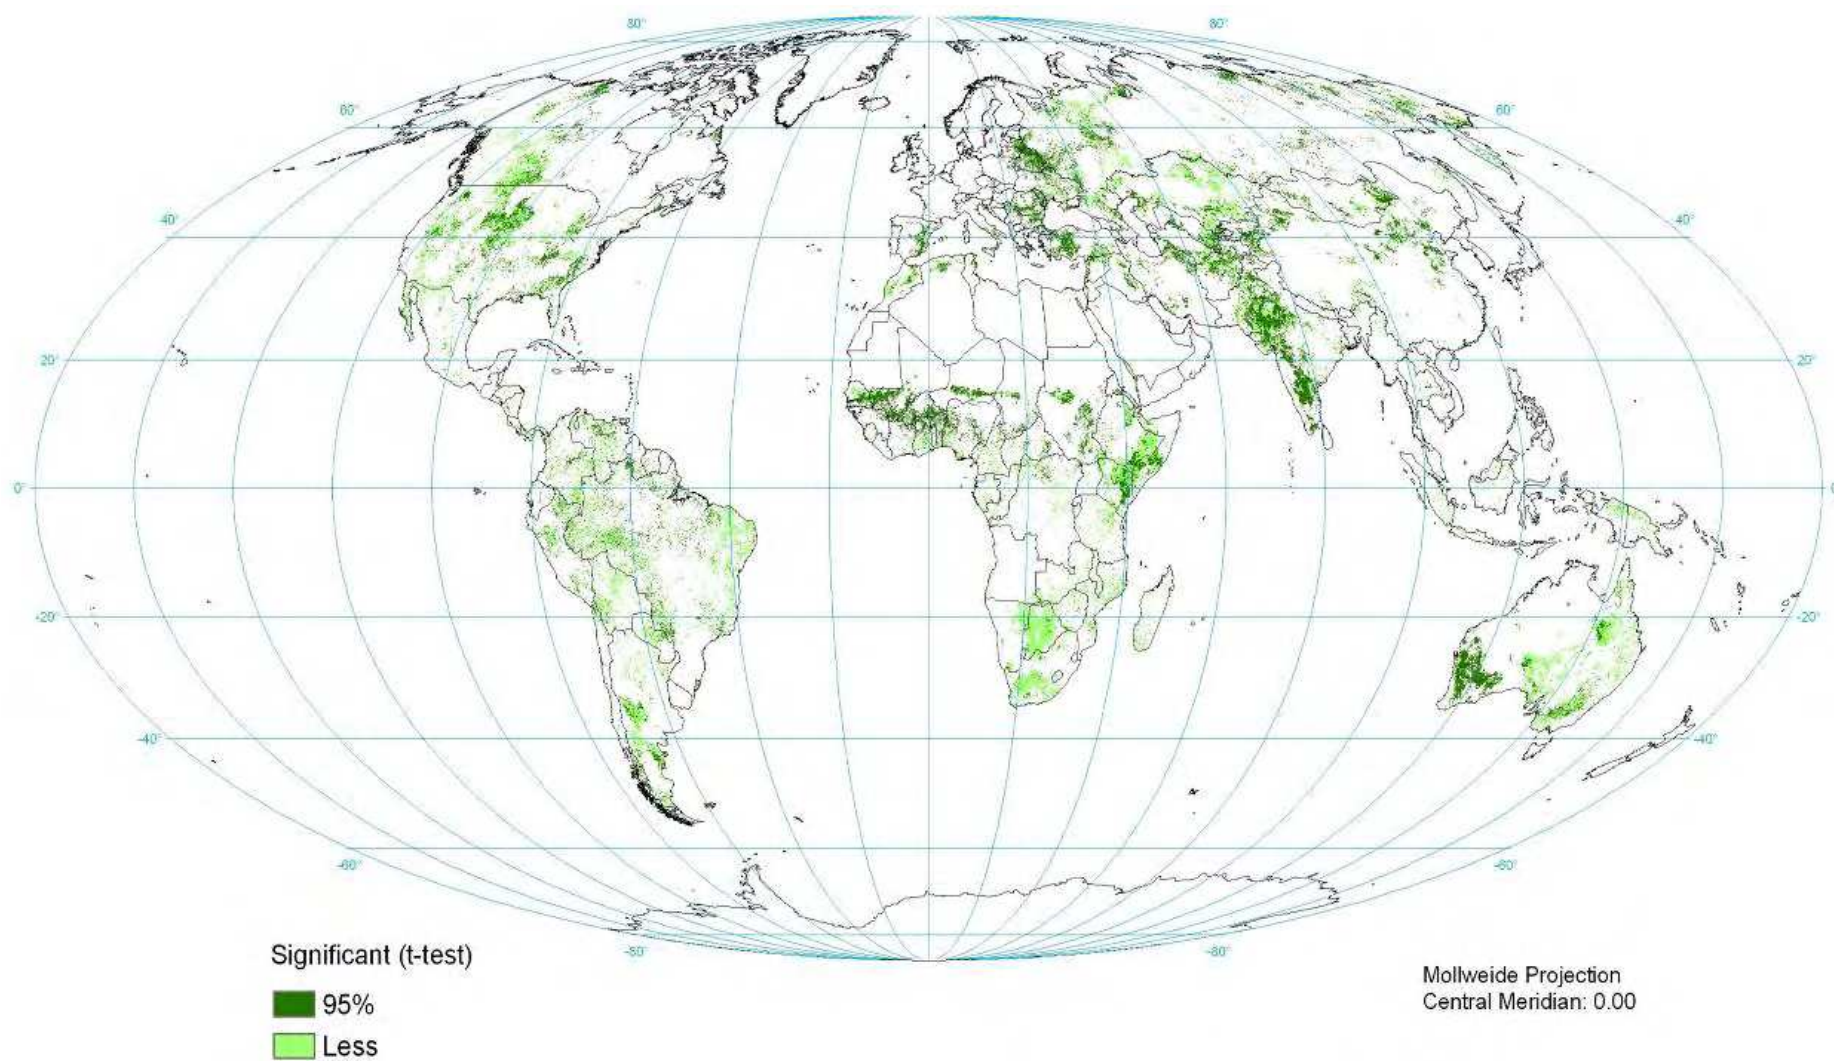 80° 80°
60° 60°
40° 40°
20° 20°
0° 0
-20° -20°
-40° -40°
-60° -60°
-80° -80°
Significant (t-test)
95%
Less
Mollweide Projection
Central Meridian: 0.00